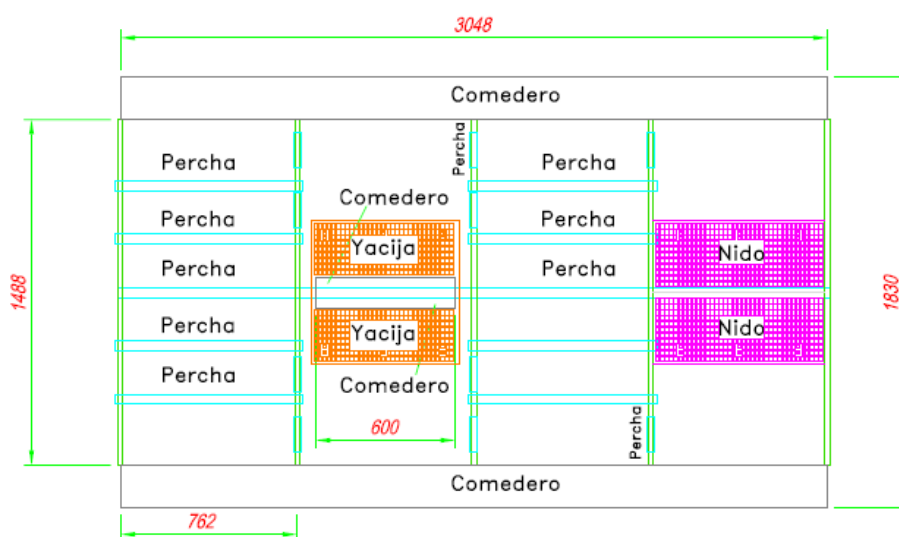 3048
Comedero
Percha
Percha
Percha
Percha
Percha
Percha
Comedero
Yacija
Yacija
Comedero
600
Percha
Percha
Percha
Percha
Nido
Nido
1488
1830
Comedero
762